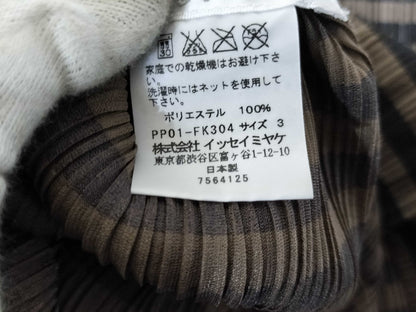 30
家庭での乾燥機はお避け下さい。
洗濯時にはネットを使用して
ポリエステル 100%
PP01-FK304 サイズ 3
株式会社 イッセイミヤケ
東京都渋谷区富ヶ谷1-12-10
日本製
7564125